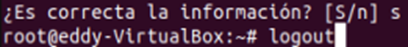 ¿Es correcta la información? [S/n] s
root@eddy-VirtualBox:~# logout